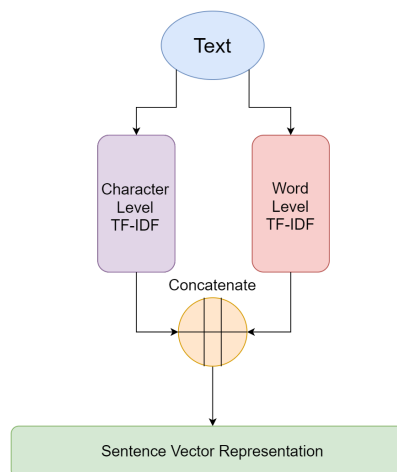 Text
Character
Level
TF-IDF
Word
Level
TF-IDF
Concatenate
Sentence Vector Representation